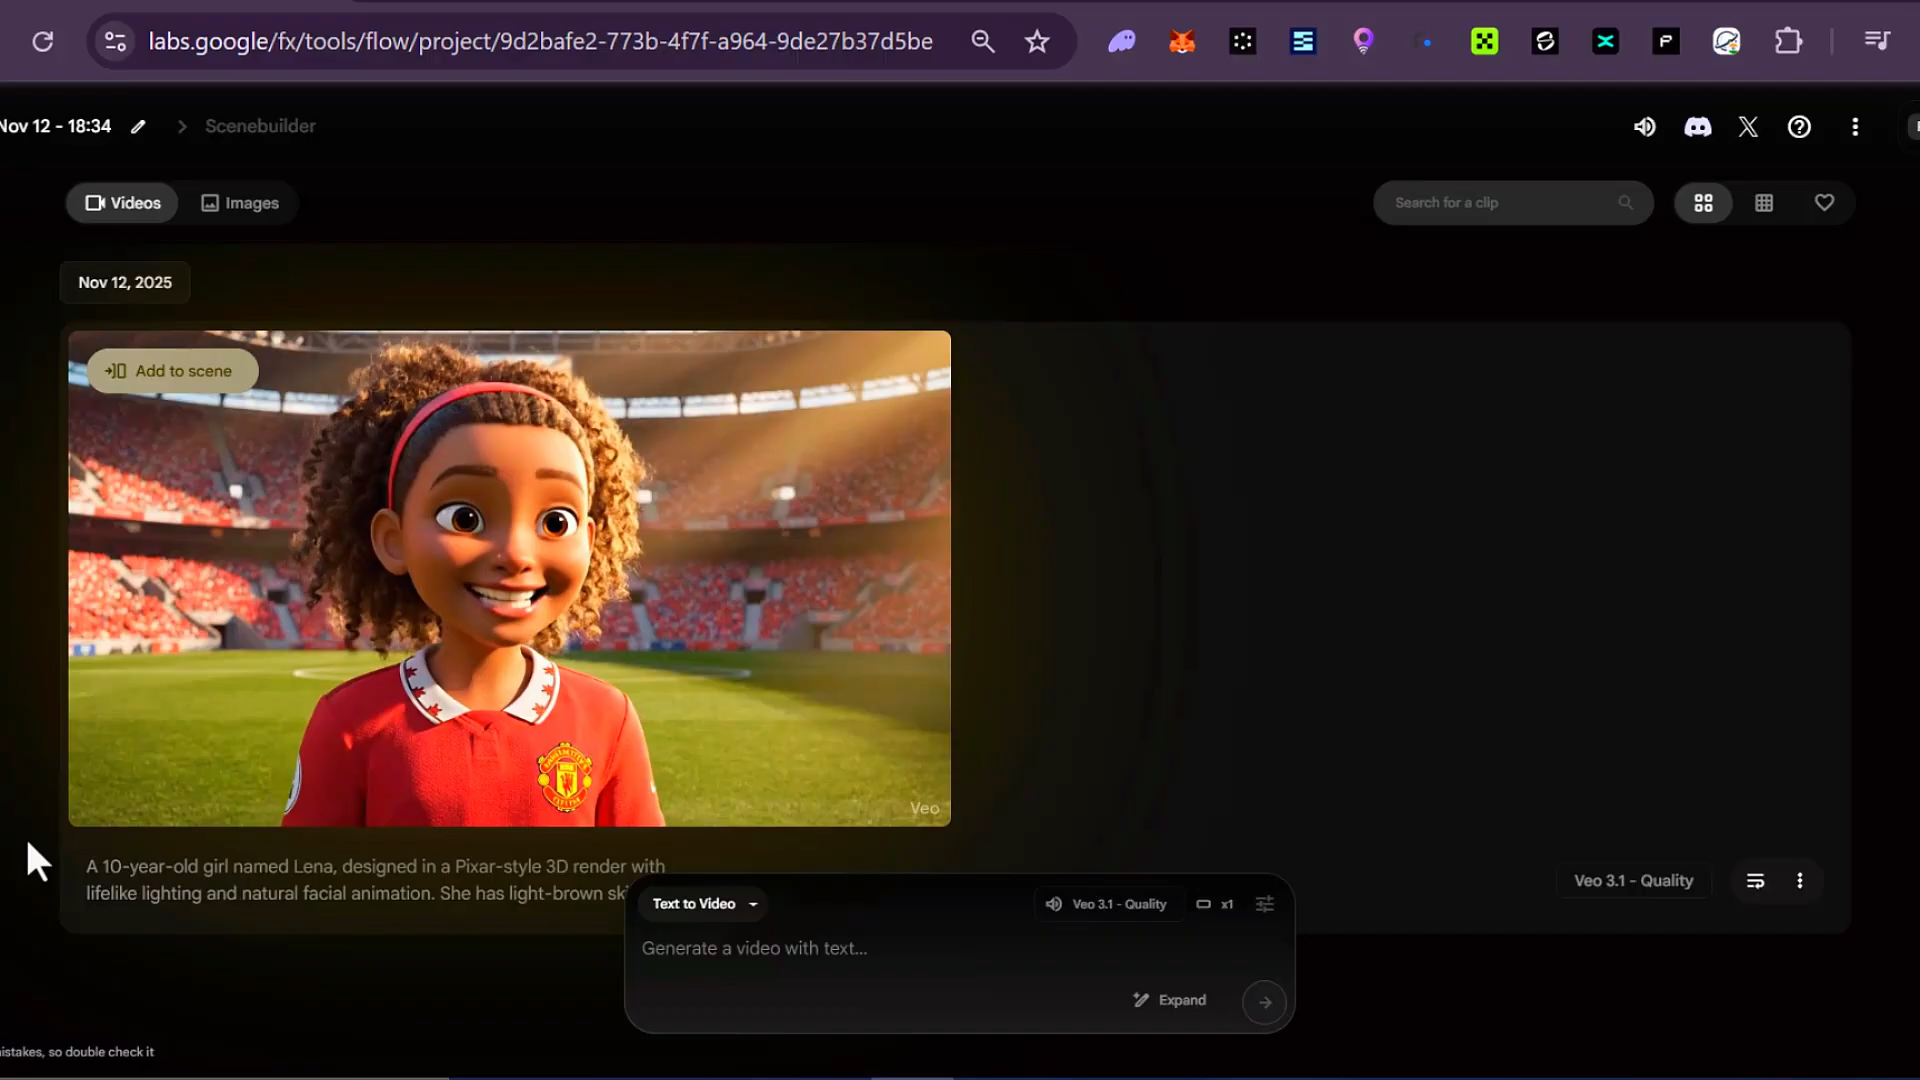 labs.google/fx/tools/flow/project/9d2bafe2-773b-4f7f-a964-9de27b37d5be
Nov 12 - 18:34
Scenebuilder
Videos
Images
Search for a clip
Nov 12, 2025
Add to scene
Veo
A 10-year-old girl named Lena, designed in a Pixar-style 3D render with
lifelike lighting and natural facial animation. She has light-brown
Veo 3.1 - Quality
Text to Video
Veo 3.1 - Quality
x1
Generate a video with text...
Expand
istakes, so double check it